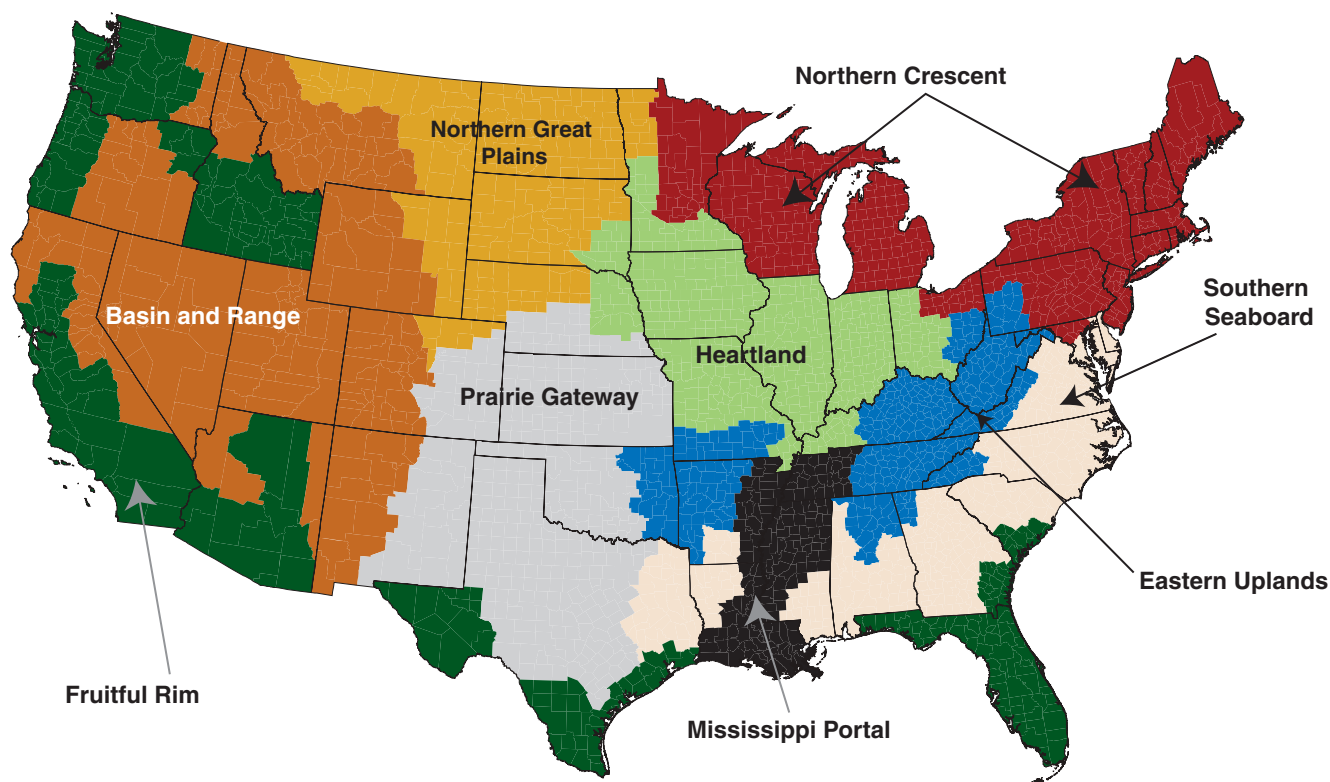 Northern Crescent
Northern Great
Plains
Southern
Seaboard
Basin and Range
Heartland
Prairie Gateway
Eastern Uplands
Fruitful Rim
Mississippi Portal